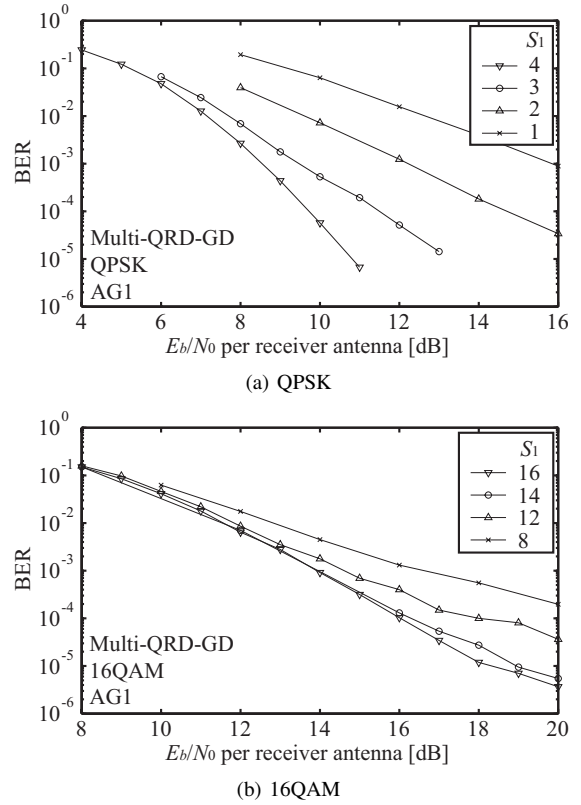 10^0
10^-1
10^-2
10^-3
10^-4
10^-5
10^-6
BER
S1
4
3
2
1
Multi-QRD-GD
QPSK
AG1
4 6 8 10 12 14 16
Eb/N0 per receiver antenna [dB]
(a) QPSK
10^0
10^-1
10^-2
10^-3
10^-4
10^-5
10^-6
BER
S1
16
14
12
8
Multi-QRD-GD
16QAM
AG1
8 10 12 14 16 18 20
Eb/N0 per receiver antenna [dB]
(b) 16QAM